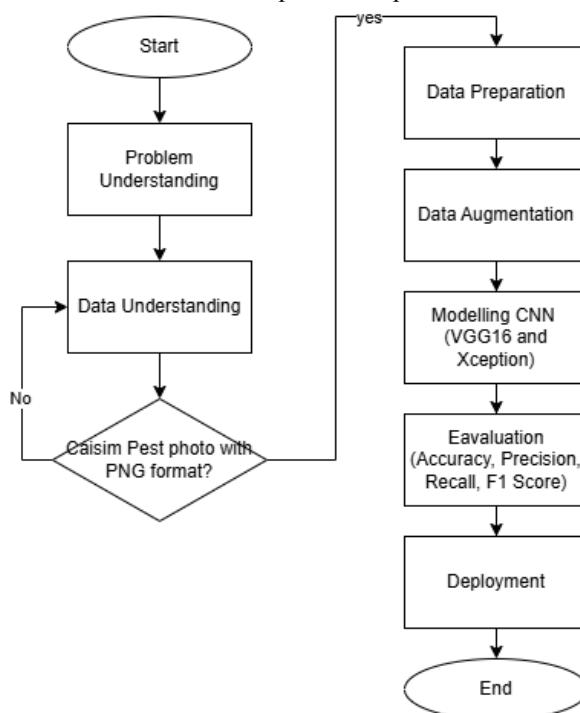 Start
Problem
Understanding
Data Understanding
No
Caisim Pest photo with
PNG format?
yes
Data Preparation
Data Augmentation
Modelling CNN
(VGG16 and
Xception)
Eavaluation
(Accuracy, Precision,
Recall, F1 Score)
Deployment
End